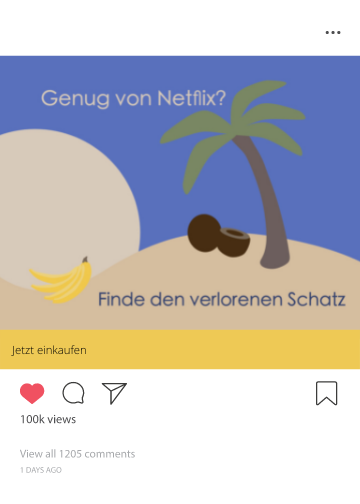 Genug von Netflix?
Finde den verlorenen Schatz
Jetzt einkaufen
100k views
View all 1205 comments
1 DAYS AGO